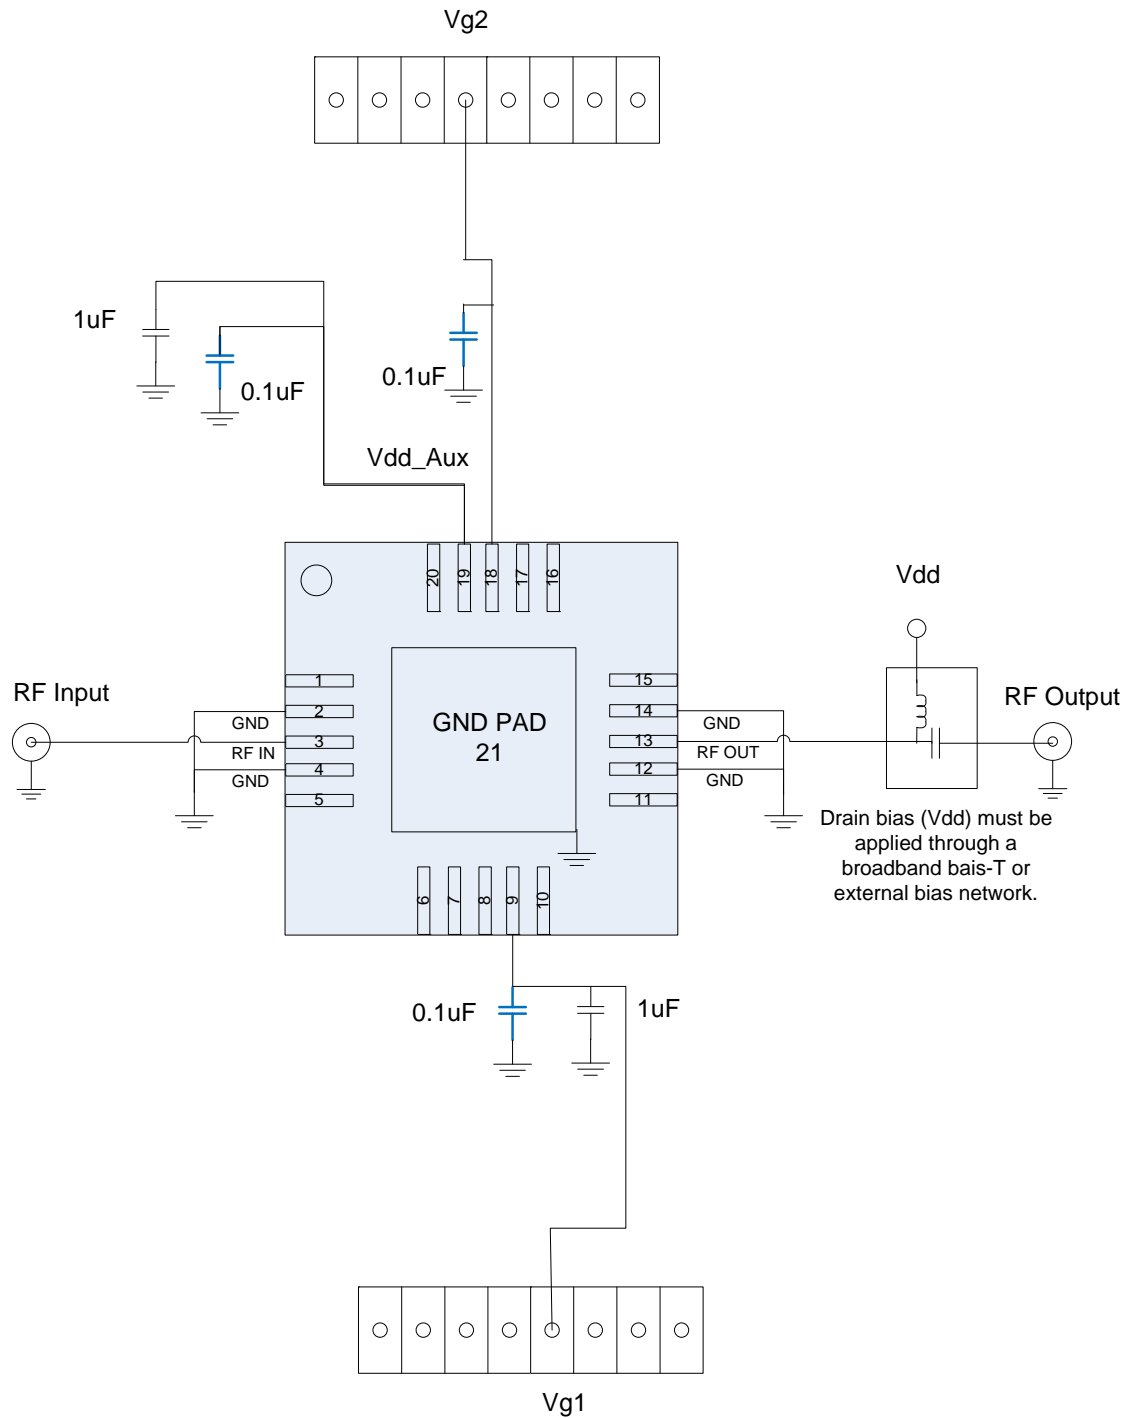 Vg2
1uF
0.1uF
0.1uF
Vdd_Aux
20
19
18
17
16
Vdd
RF Input
RF Output
1
2
3
4
5
GND
RF IN
GND
GND PAD
21
15
14
13
12
11
GND
RF OUT
GND
Drain bias (Vdd) must be
applied through a
broadband bais-T or
external bias network.
6
7
8
9
10
0.1uF
1uF
Vg1